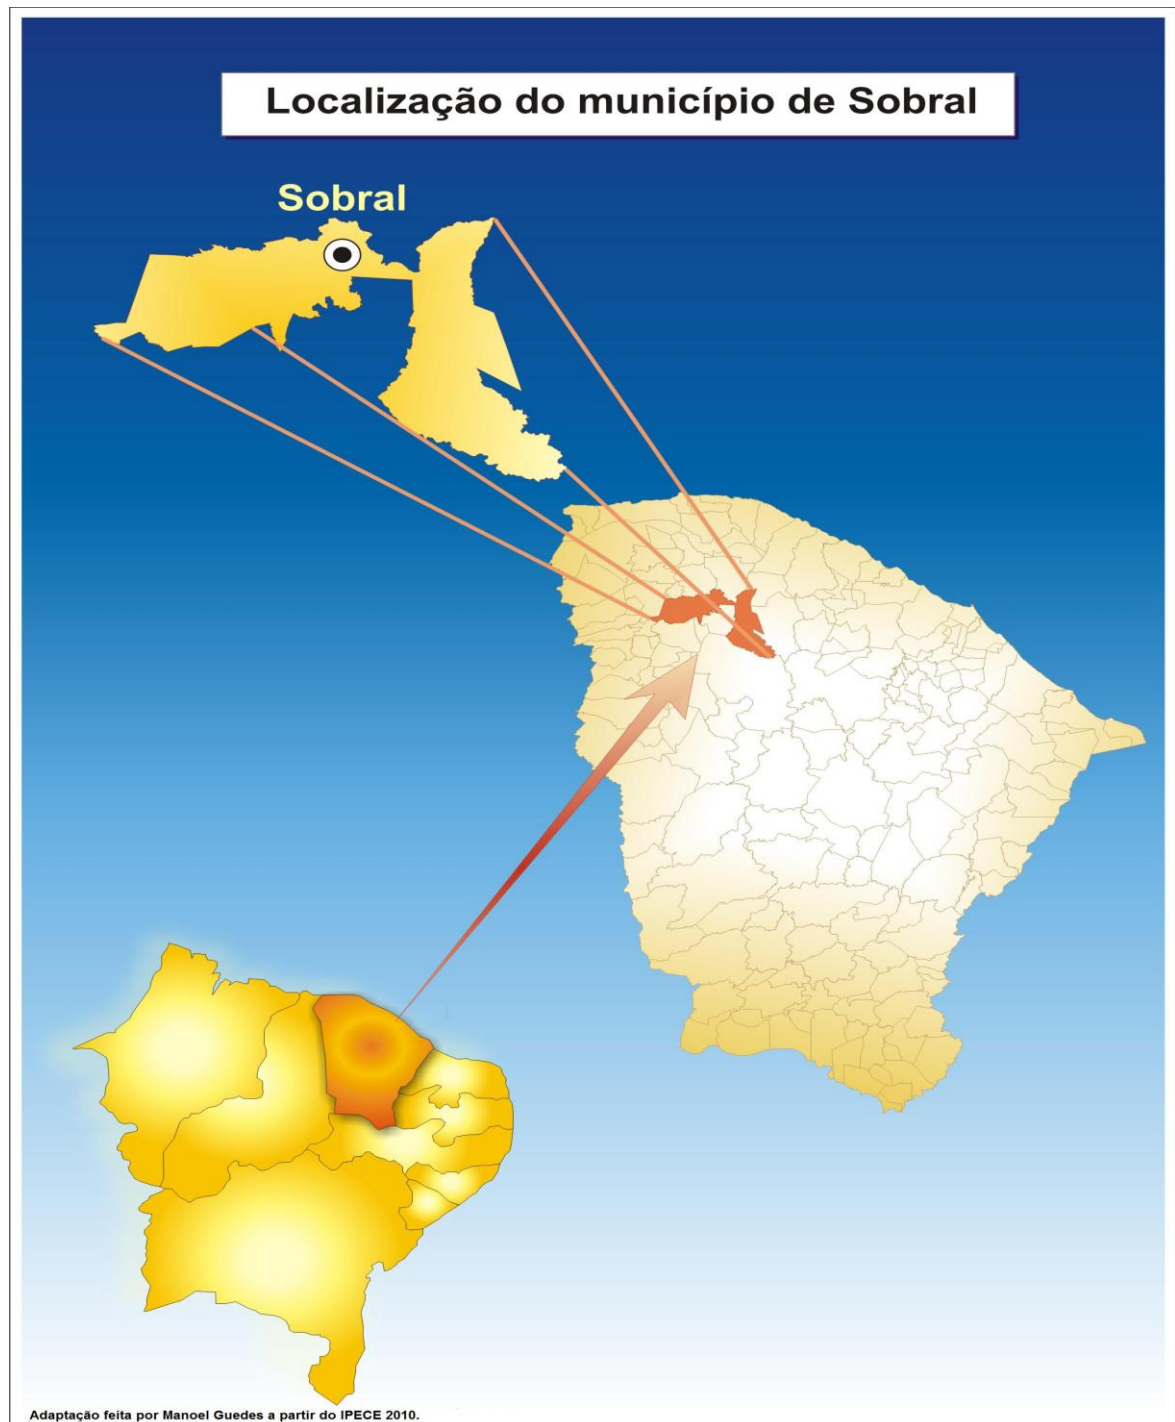 Localização do município de Sobral
Sobral
Adaptação feita por Manoel Guedes a partir do IPECE 2010.